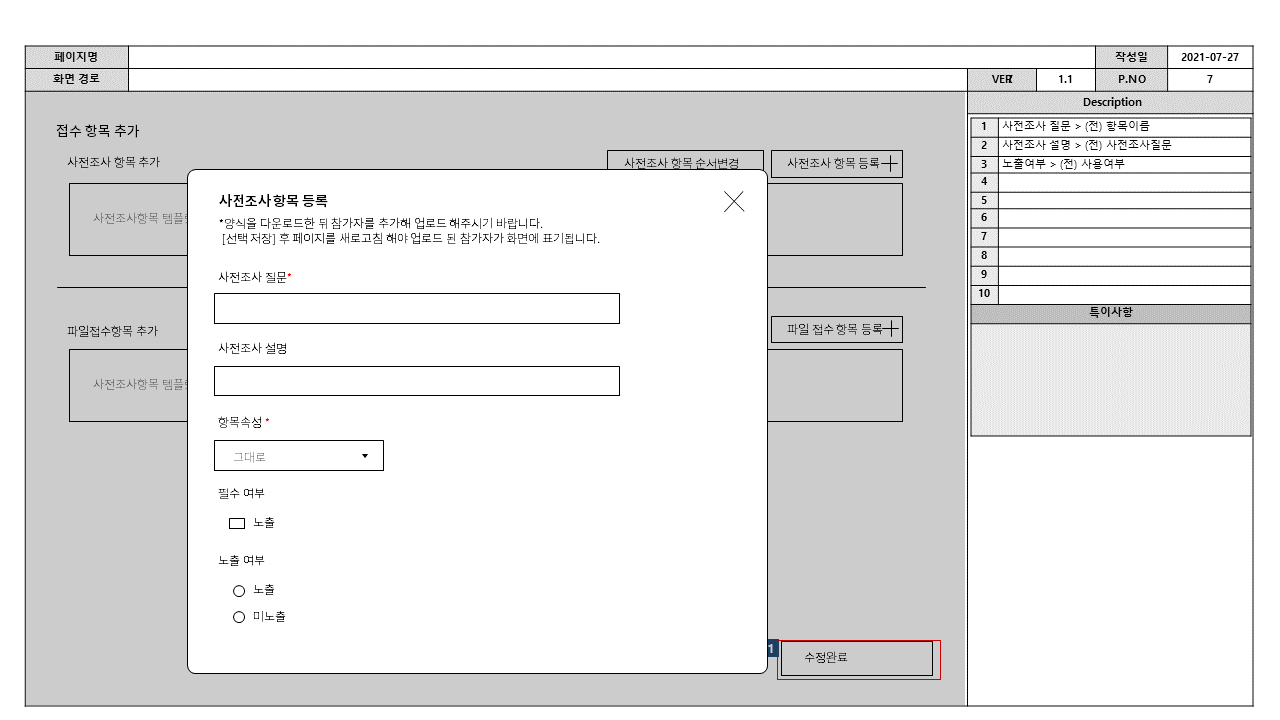 페이지명
작성일 2021-07-27
화면 경로
1.1 P.NO 7
Description
접수 항목 추가
사전조사 항목 추가
사전조사 항목 순서변경
사전조사 항목 등록
사전조사항목
사전조사 항목 등록
*양식을 다운로드한 뒤 참가자를 추가해 업로드 해주시기 바랍니다.
[선택 저장] 후 페이지를 새로고침 해야 업로드 된 참가자가 화면에 표기됩니다.
사전조사 질문*
사전조사 설명
항목속성 *
그대로
필수 여부
노출
노출 여부
노출
미노출
파일접수항목 추가
파일 접수 항목 등록
사전조사항목
1
수정완료
1 사전조사 질문 > (전) 항목이름
2 사전조사 설명 > (전) 사전조사질문
3 노출여부 > (전) 사용여부
4
5
6
7
8
9
10
특이사항